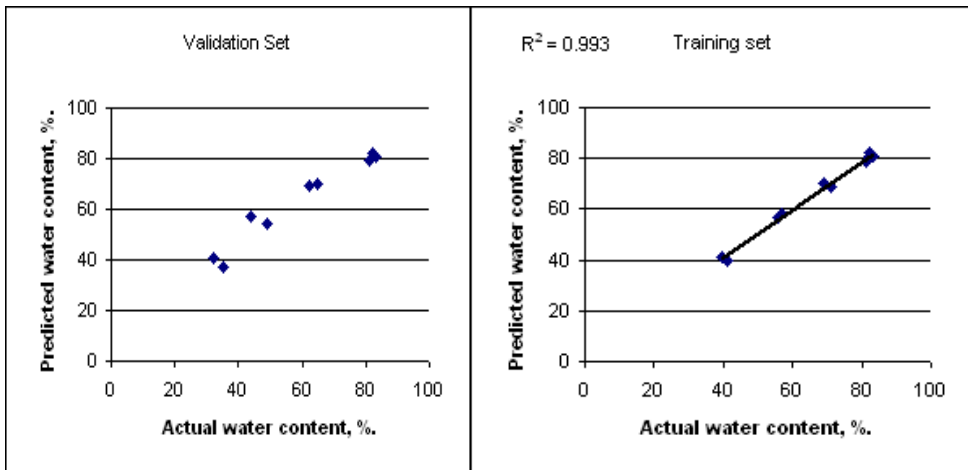 Validation Set
100
80
60
40
20
0
0 20 40 60 80 100
Predicted water content, %.
Actual water content, %.
R² = 0.993 Training set
100
80
60
40
20
0
0 20 40 60 80 100
Predicted water content, %.
Actual water content, %.